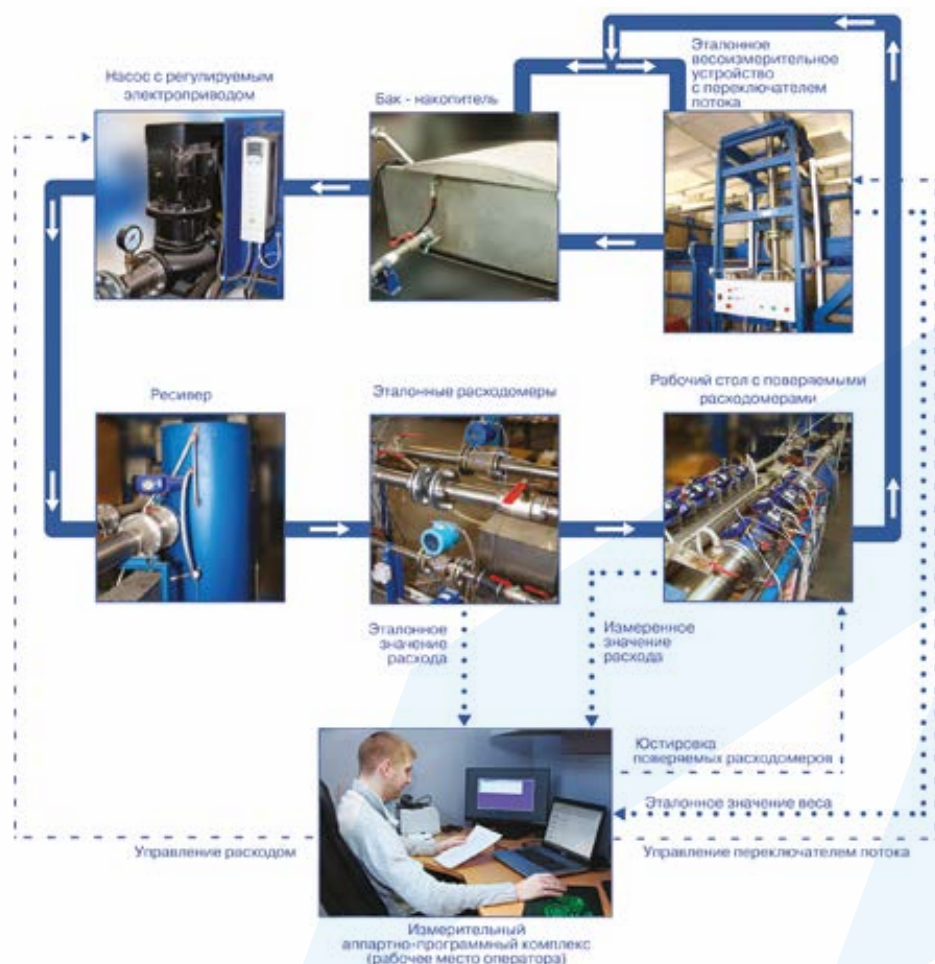 Насос с регулируемым
электроприводом
Бак - накопитель
Эталонное
весоизмерительное
устройство
с переключателем
потока
Ресивер
Эталонные расходомеры
Рабочий стол с поверяемыми
расходомерами
Эталонное
значение
расхода
Измеренное
значение
расхода
Юстировка
поверяемых расходомеров
Эталонное значение веса
Управление расходом
Управление переключателем потока
Измерительный
аппартно-программный комплекс
(рабочее место оператора)